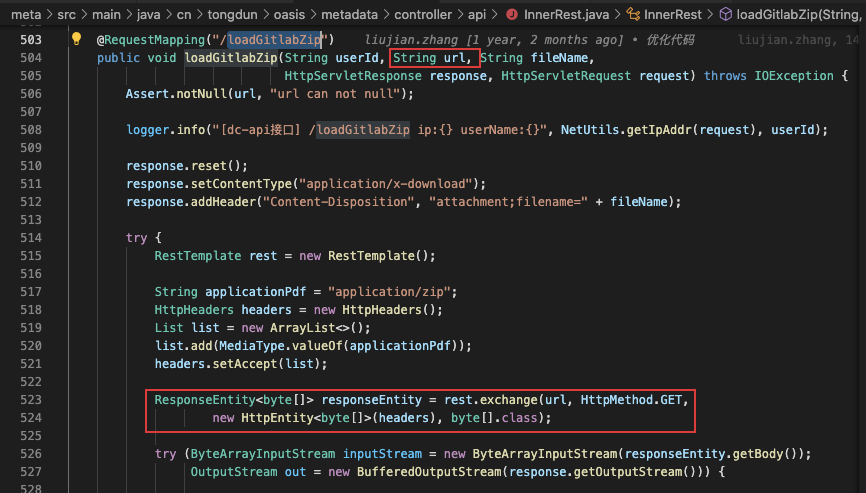 meta > src > main > java > cn > tongdun > oasis > metadata > controller > api > InnerRest.java > InnerRest > loadGitlabZip(String,
503 @RequestMapping("/loadGitlabZip") liujian.zhang [1 year, 2 months ago] • 优化代码 liujian.zhang, 14
504 public void loadGitlabZip(String userId, String url, String fileName,
505 HttpServletResponse response, HttpServletRequest request) throws IOException {
506 Assert.notNull(url, "url can not null");
507
508 logger.info("[dc-api接口] /loadGitlabZip ip:{} userName:{}", NetUtils.getIpAddr(request), userId);
509
510 response.reset();
511 response.setContentType("application/x-download");
512 response.addHeader("Content-Disposition", "attachment;filename=" + fileName);
513
514 try {
515 RestTemplate rest = new RestTemplate();
516
517 String applicationPdf = "application/zip";
518 HttpHeaders headers = new HttpHeaders();
519 List list = new ArrayList<>();
520 list.add(MediaType.valueOf(applicationPdf));
521 headers.setAccept(list);
522
523 ResponseEntity<byte[]> responseEntity = rest.exchange(url, HttpMethod.GET,
524 new HttpEntity<byte[]>(headers), byte[].class);
525
526 try (ByteArrayInputStream inputStream = new ByteArrayInputStream(responseEntity.getBody());
527 OutputStream out = new BufferedOutputStream(response.getOutputStream())) {
528